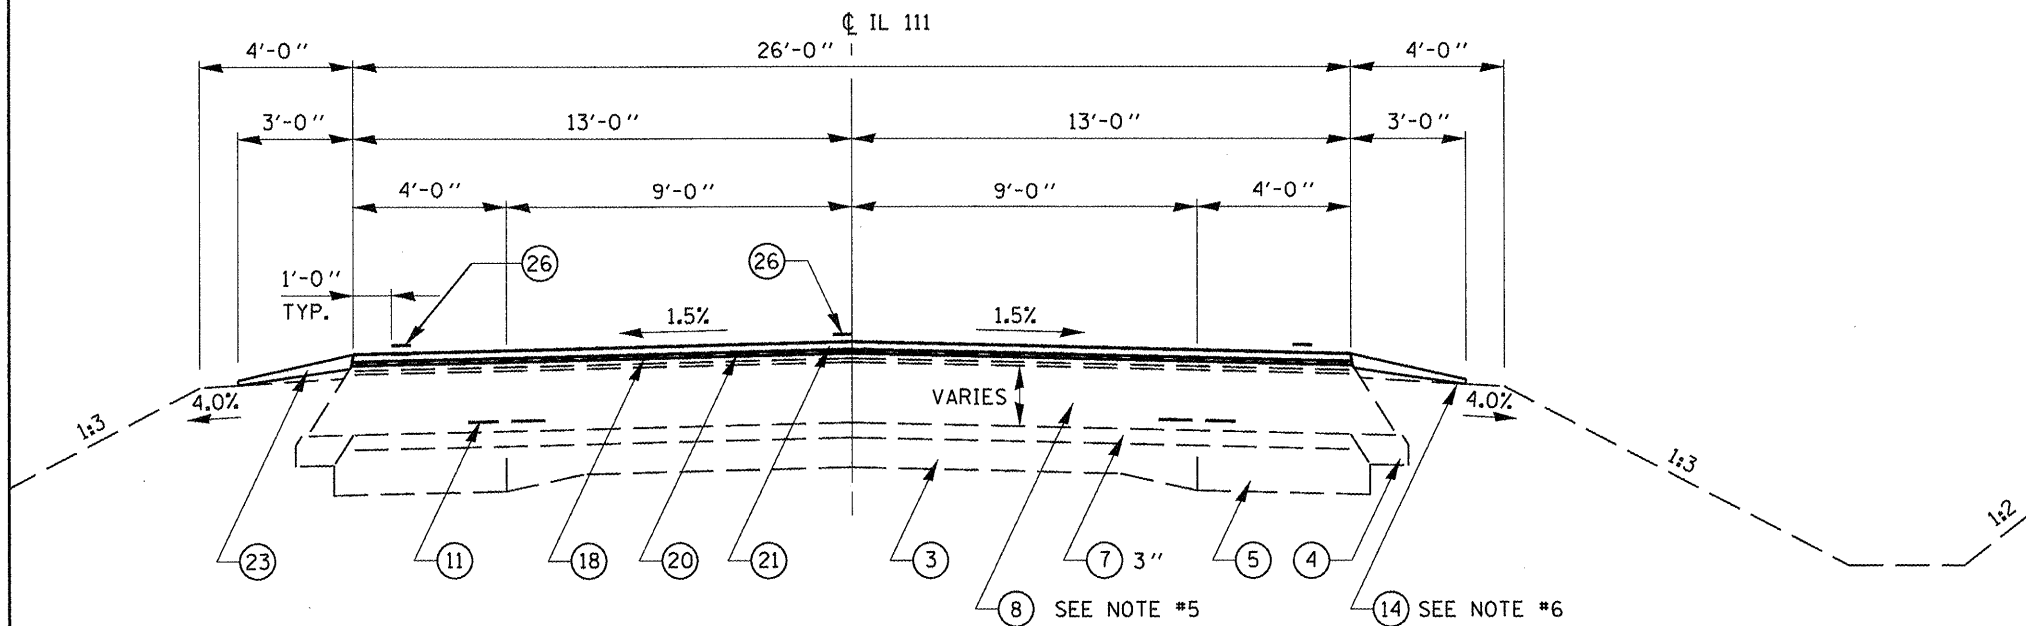 ℄ IL 111
4'-0" 26'-0" 4'-0"
3'-0" 13'-0" 13'-0" 3'-0"
4'-0" 9'-0" 9'-0" 4'-0"
26 26
1'-0"
TYP.
1.5% 1.5%
VARIES
4.0% 4.0%
1:3 1:3
1:2
23 11 18 20 21 3 7 3" 5 4
8 SEE NOTE #5 14 SEE NOTE #6